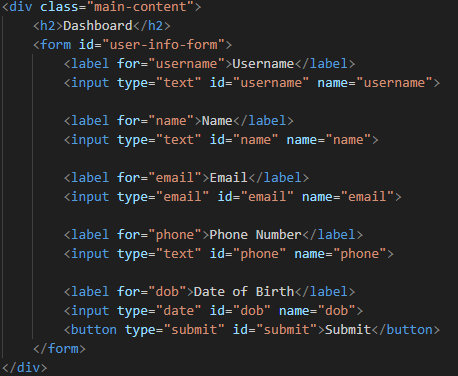 <div class="main-content">
<h2>Dashboard</h2>
<form id="user-info-form">
<label for="username">Username</label>
<input type="text" id="username" name="username">
<label for="name">Name</label>
<input type="text" id="name" name="name">
<label for="email">Email</label>
<input type="email" id="email" name="email">
<label for="phone">Phone Number</label>
<input type="text" id="phone" name="phone">
<label for="dob">Date of Birth</label>
<input type="date" id="dob" name="dob">
<button type="submit" id="submit">Submit</button>
</form>
</div>